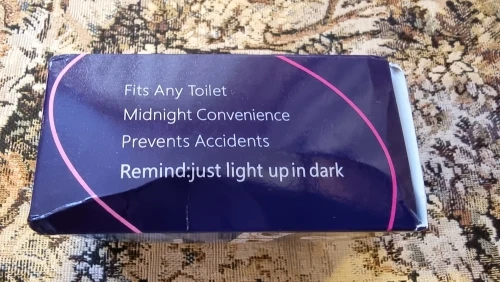 Fits Any Toilet
Midnight Convenience
Prevents Accidents
Remind:just light up in dark